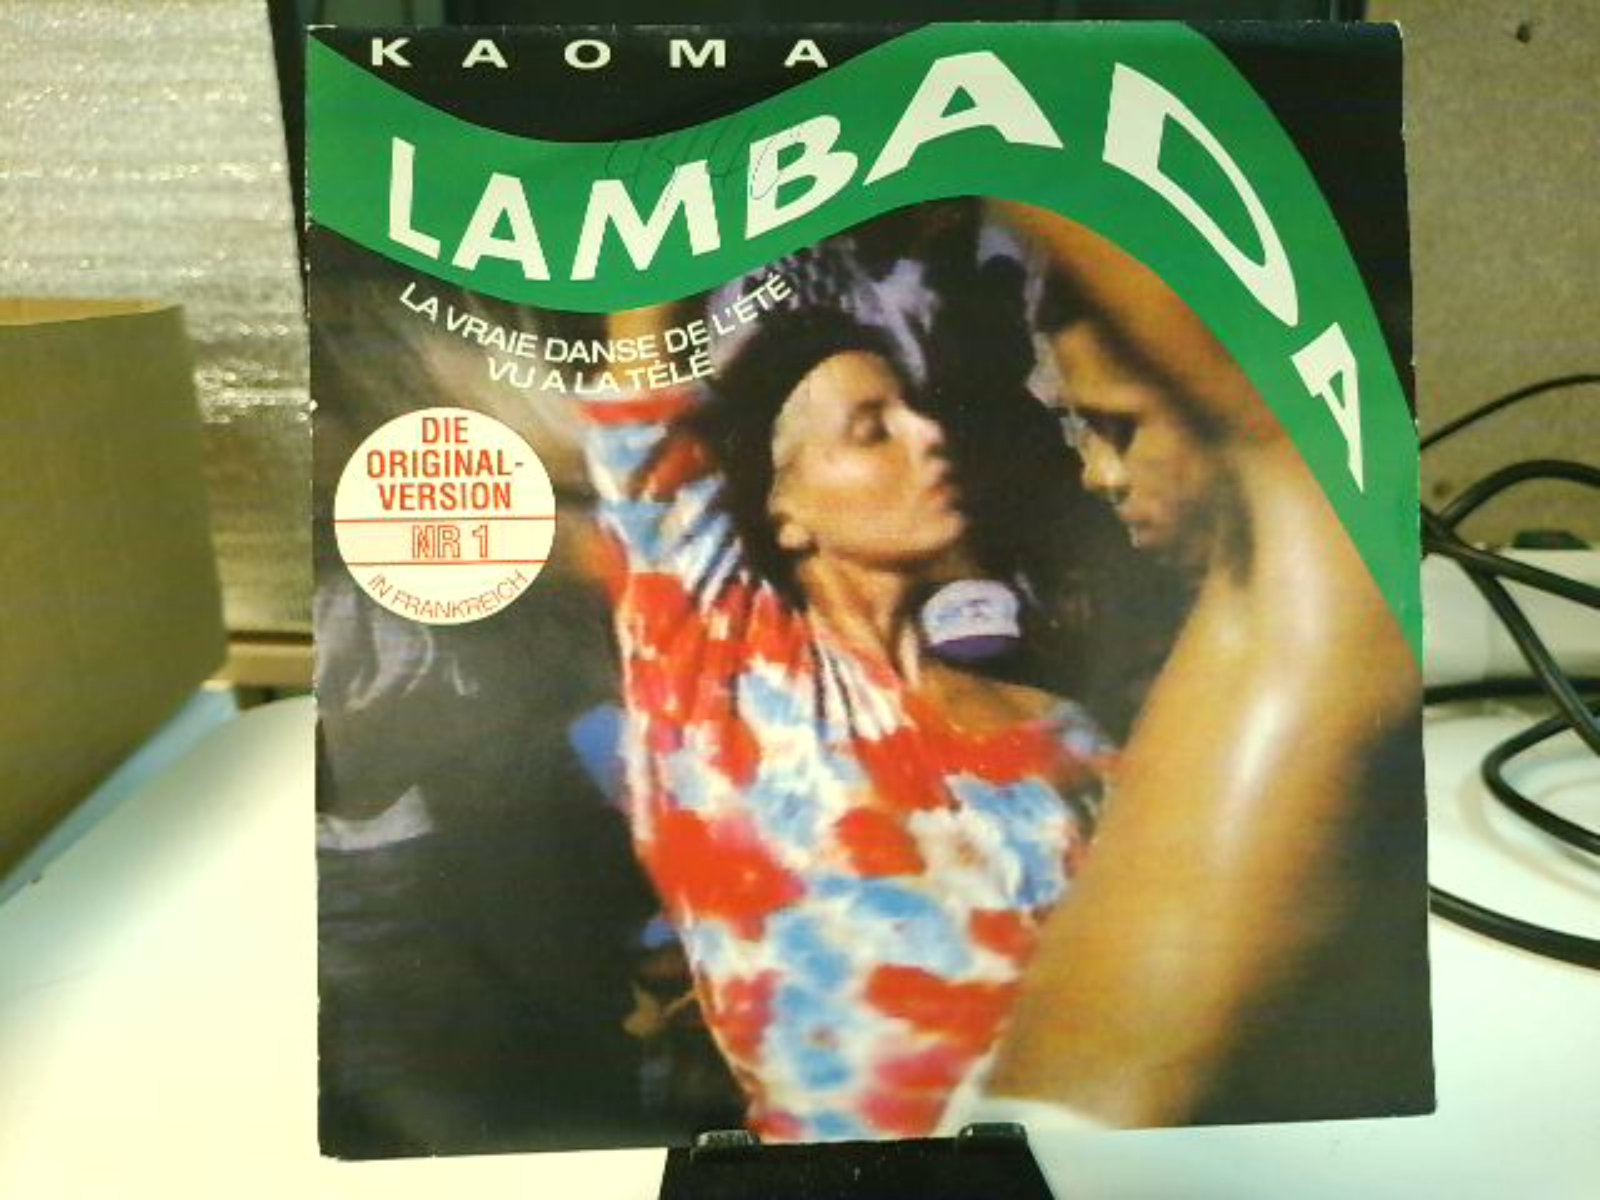 KAOMA
LAMBADA
LA VRAIE DANSE DE L'ÉTÉ
VU A LA TÉLÉ
DIE
ORIGINAL-
VERSION
NR 1
IN FRANKREICH